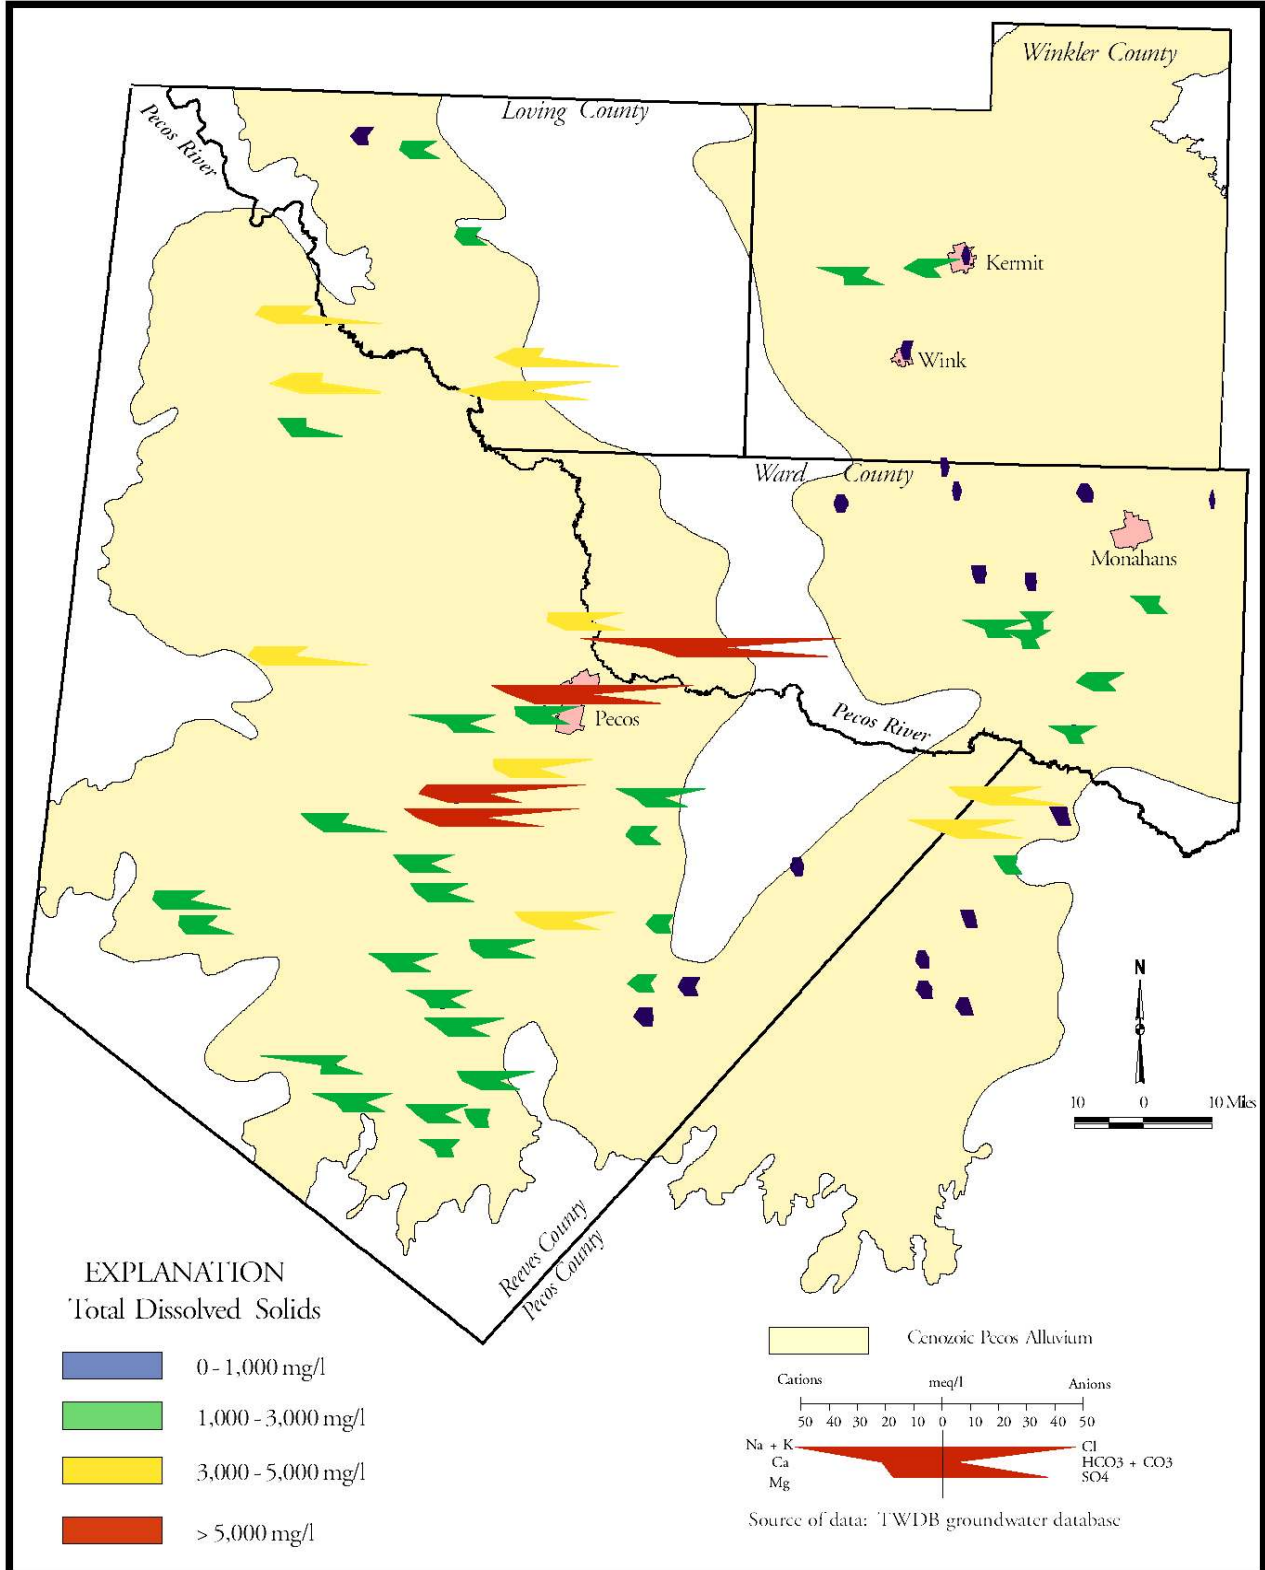 Winkler County
Loving County
Pecos River
Kermit
Wink
Ward County
Monahans
Pecos
Pecos River
N
10 0 10 Miles
Reeves County
Pecos County
EXPLANATION
Total Dissolved Solids
0 - 1,000 mg/l
1,000 - 3,000 mg/l
3,000 - 5,000 mg/l
> 5,000 mg/l
Cenozoic Pecos Alluvium
Cations meq/l Anions
50 40 30 20 10 0 10 20 30 40 50
Na + K Cl
Ca HCO3 + CO3
Mg SO4
Source of data: TWDB groundwater database